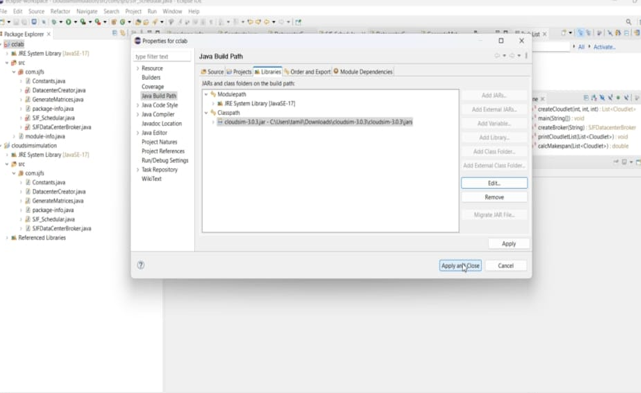 File Edit Source Refactor Navigate Search Project Run Window Help
Package Explorer
cclab
JRE System Library [JavaSE-17]
src
com.sjfs
Constants.java
DatacenterCreator.java
GenerateMatrices.java
package-info.java
SJF_Schedular.java
SJFDatacenterBroker.java
module-info.java
cloudsimsimulation
JRE System Library [JavaSE-17]
src
com.sjfs
Constants.java
DatacenterCreator.java
GenerateMatrices.java
package-info.java
SJF_Schedular.java
SJFDatacenterBroker.java
Referenced Libraries
Properties for cclab
type filter text
Resource
Builders
Coverage
Java Build Path
Java Code Style
Java Compiler
Javadoc Location
Java Editor
Project Natures
Project References
Run/Debug Settings
Task Repository
WikiText
Java Build Path
Source Projects Libraries Order and Export Module Dependencies
JARs and class folders on the build path:
Modulepath
JRE System Library [JavaSE-17]
Classpath
cloudsim-3.0.3.jar - C:\Users\tamil\Downloads\cloudsim-3.0.3\cloudsim-3.0.3\jars
Add JARs...
Add External JARs...
Add Variable...
Add Library...
Add Class Folder...
Add External Class Folder...
Edit...
Remove
Migrate JAR File...
Apply
Apply and Close
Cancel
All Activate...
createCloudlet(int, int, int) : List<Cloudlet>
main(String[]) : void
createBroker(String) : SJFDatacenterBroker
printCloudletList(List<Cloudlet>) : void
calcMakespan(List<Cloudlet>) : double